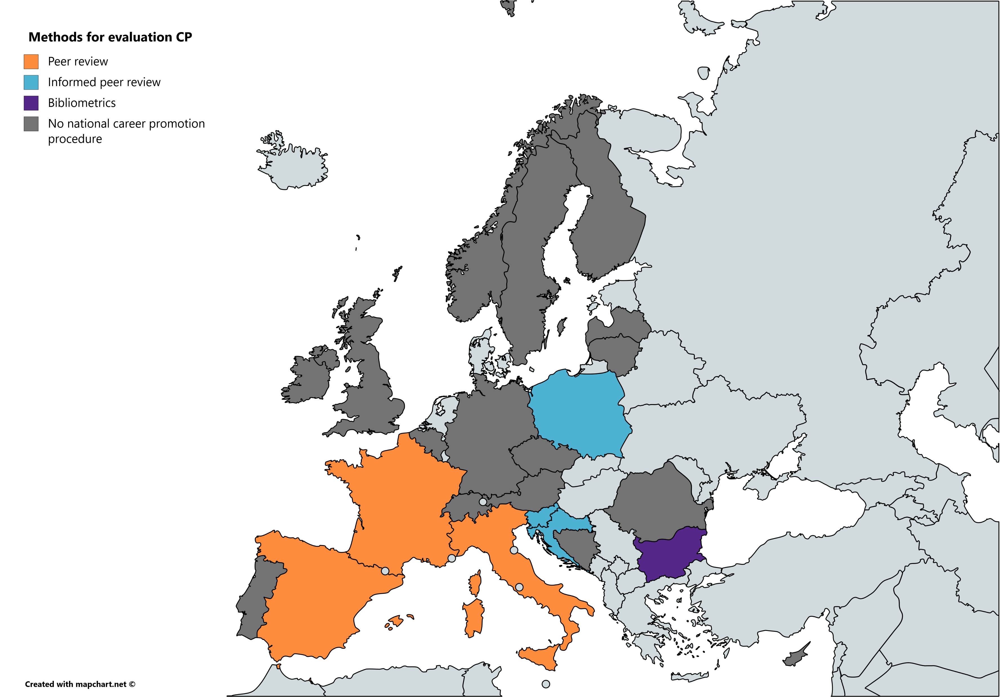 Methods for evaluation CP
Peer review
Informed peer review
Bibliometrics
No national career promotion
procedure
Created with mapchart.net ©